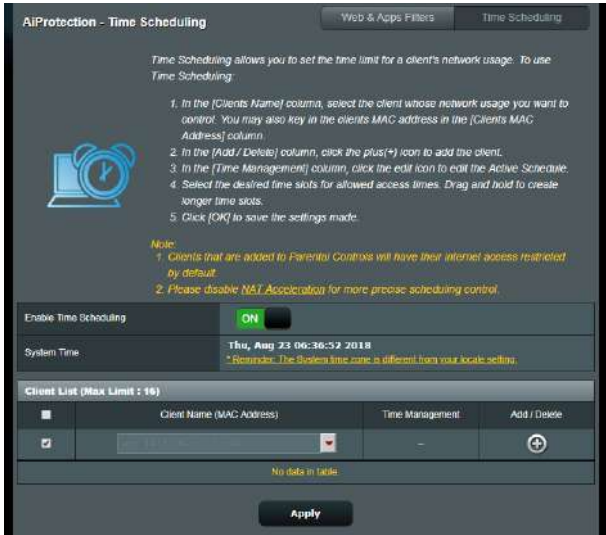 AiProtection - Time Scheduling
Web & Apps Filters
Time Scheduling
Time Scheduling allows you to set the time limit for a client's network usage. To use
Time Scheduling:
1. In the [Clients Name] column, select the client whose network usage you want to
control. You may also key in the clients MAC address in the [Clients MAC
Address] column.
2. In the [Add / Delete] column, click the plus(+) icon to add the client.
3. In the [Time Management] column, click the edit icon to edit the Active Schedule.
4. Select the desired time slots for allowed access times. Drag and hold to create
longer time slots.
5. Click [OK] to save the settings made.
Note:
1. Clients that are added to Parental Controls will have their internet access restricted
by default.
2. Please disable NAT Acceleration for more precise scheduling control.
Enable Time Scheduling
ON
System Time
Thu, Aug 23 06:36:52 2018
* Reminder: The System time zone is different from your locale setting.
Client List (Max Limit : 16)
Client Name (MAC Address)
Time Management
Add / Delete
–
No data in table.
Apply